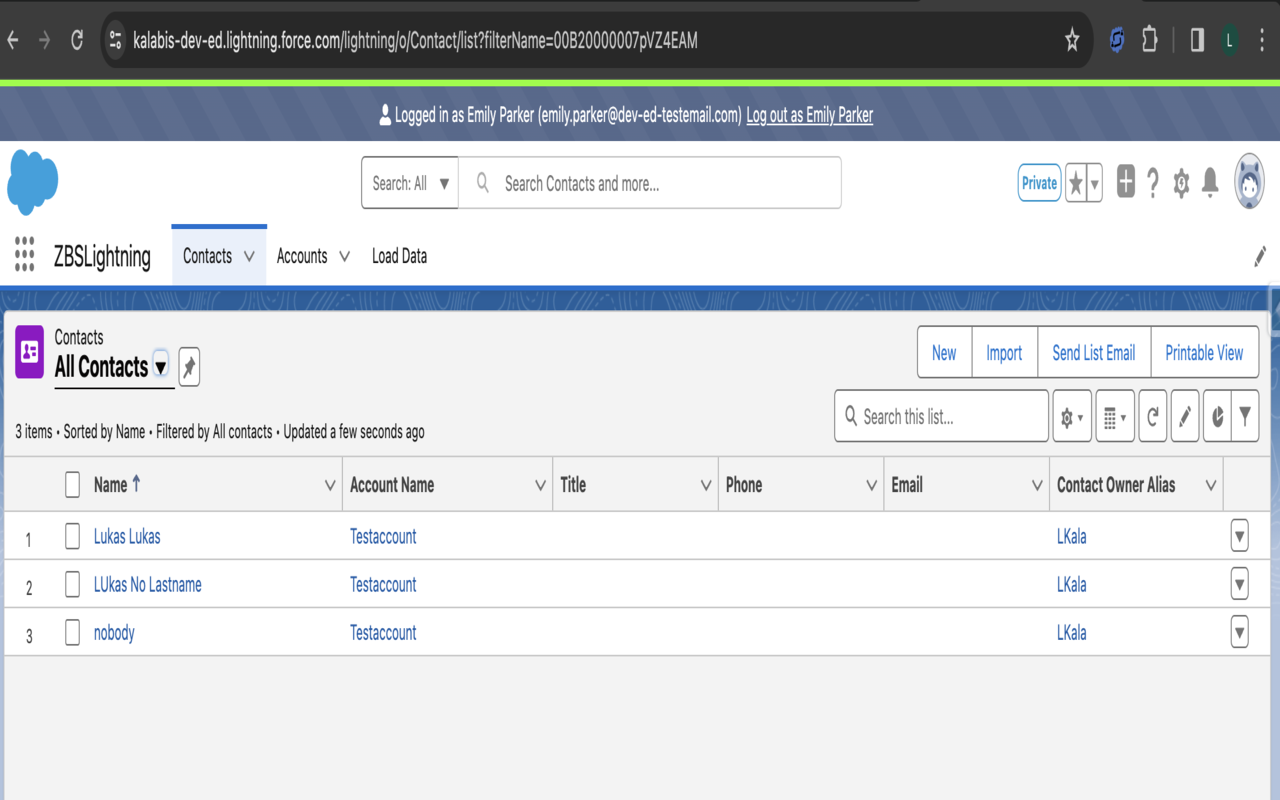 kalabis-dev-ed.lightning.force.com/lightning/o/Contact/list?filterName=00B20000007pVZ4EAM
L
Logged in as Emily Parker (emily.parker@dev-ed-testemail.com) Log out as Emily Parker
Search: All Search Contacts and more... Private
ZBSLightning Contacts Accounts Load Data
Contacts
All Contacts
New Import Send List Email Printable View
3 items • Sorted by Name • Filtered by All contacts • Updated a few seconds ago
Search this list...
Name Account Name Title Phone Email Contact Owner Alias
1 Lukas Lukas Testaccount LKala
2 LUkas No Lastname Testaccount LKala
3 nobody Testaccount LKala